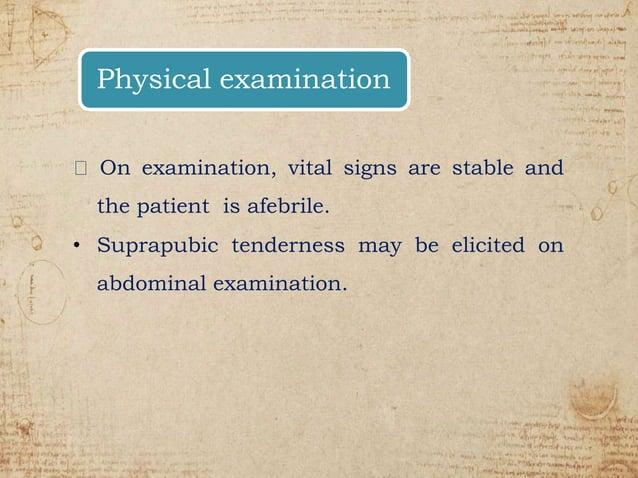 Physical examination
□ On examination, vital signs are stable and
the patient is afebrile.
• Suprapubic tenderness may be elicited on
abdominal examination.